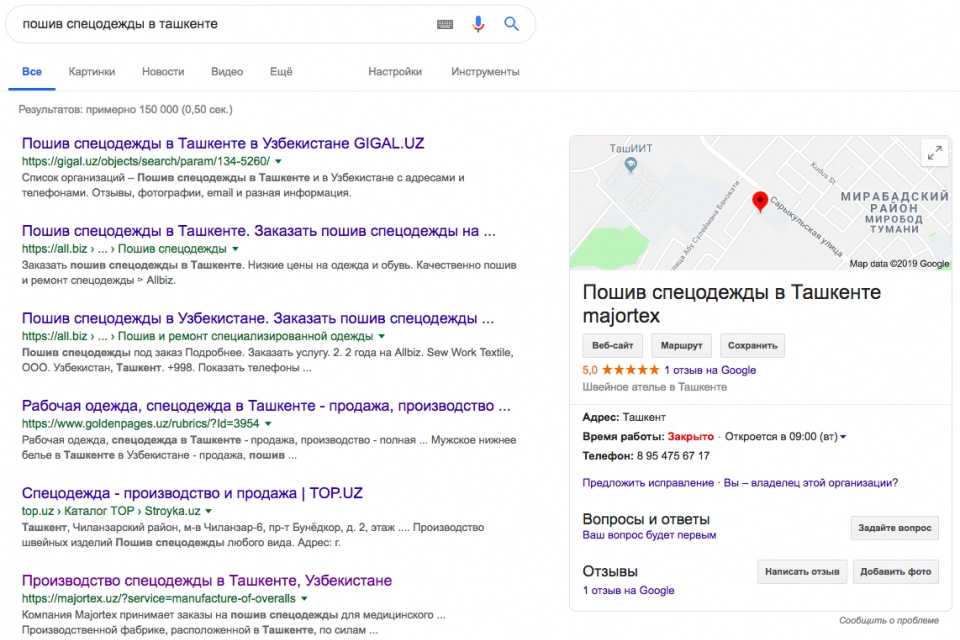 пошив спецодежды в ташкенте
Все Картинки Новости Видео Ещё Настройки Инструменты
Результатов: примерно 150 000 (0,50 сек.)
Пошив спецодежды в Ташкенте в Узбекистане GIGAL.UZ
https://gigal.uz/objects/search/param/134-5260/
Список организаций – Пошив спецодежды в Ташкенте и в Узбекистане с адресами и
телефонами. Отзывы, фотографии, email и разная информация.
Пошив спецодежды в Ташкенте. Заказать пошив спецодежды на ...
https://all.biz › ... › Пошив спецодежды
Заказать пошив спецодежды в Ташкенте. Низкие цены на одежда и обувь. Качественно пошив
и ремонт спецодежды ▻ Allbiz.
Пошив спецодежды в Узбекистане. Заказать пошив спецодежды ...
https://all.biz › ... › Пошив и ремонт специализированной одежды
Пошив спецодежды под заказ Подробнее. Заказать услугу. 2. 2 года на Allbiz. Sew Work Textile,
ООО. Узбекистан, Ташкент. +998. Показать телефоны ...
Рабочая одежда, спецодежда в Ташкенте - продажа, производство ...
https://www.goldenpages.uz/rubrics/?Id=3954
Рабочая одежда, спецодежда в Ташкенте - продажа, производство - полная ... Мужское нижнее
белье в Ташкенте в Узбекистане - продажа, пошив ...
Спецодежда - производство и продажа | TOP.UZ
top.uz › Каталог TOP › Stroyka.uz
Ташкент, Чиланзарский район, м-в Чиланзар-6, пр-т Бунёдкор, д. 2, этаж .... Производство
швейных изделий Пошив спецодежды любого вида. Адрес: г.
Производство спецодежды в Ташкенте, Узбекистане
https://majortex.uz/?service=manufacture-of-overalls
Компания Majortex принимает заказы на пошив спецодежды для медицинского ...
Производственной фабрике, расположенной в Ташкенте, по силам ...
ТашИИТ
Kudus St
улица Абу Сулеймана Банокати
Сарыкульская улица
МИРАБАДСКИЙ
РАЙОН
МИРОБОД
ТУМАНИ
Map data ©2019 Google
Пошив спецодежды в Ташкенте
majortex
Веб-сайт Маршрут Сохранить
5,0 ★★★★★ 1 отзыв на Google
Швейное ателье в Ташкенте
Адрес: Ташкент
Время работы: Закрыто · Откроется в 09:00 (вт)
Телефон: 8 95 475 67 17
Предложить исправление · Вы – владелец этой организации?
Вопросы и ответы
Ваш вопрос будет первым
Задайте вопрос
Отзывы
1 отзыв на Google
Написать отзыв Добавить фото
Сообщить о проблеме